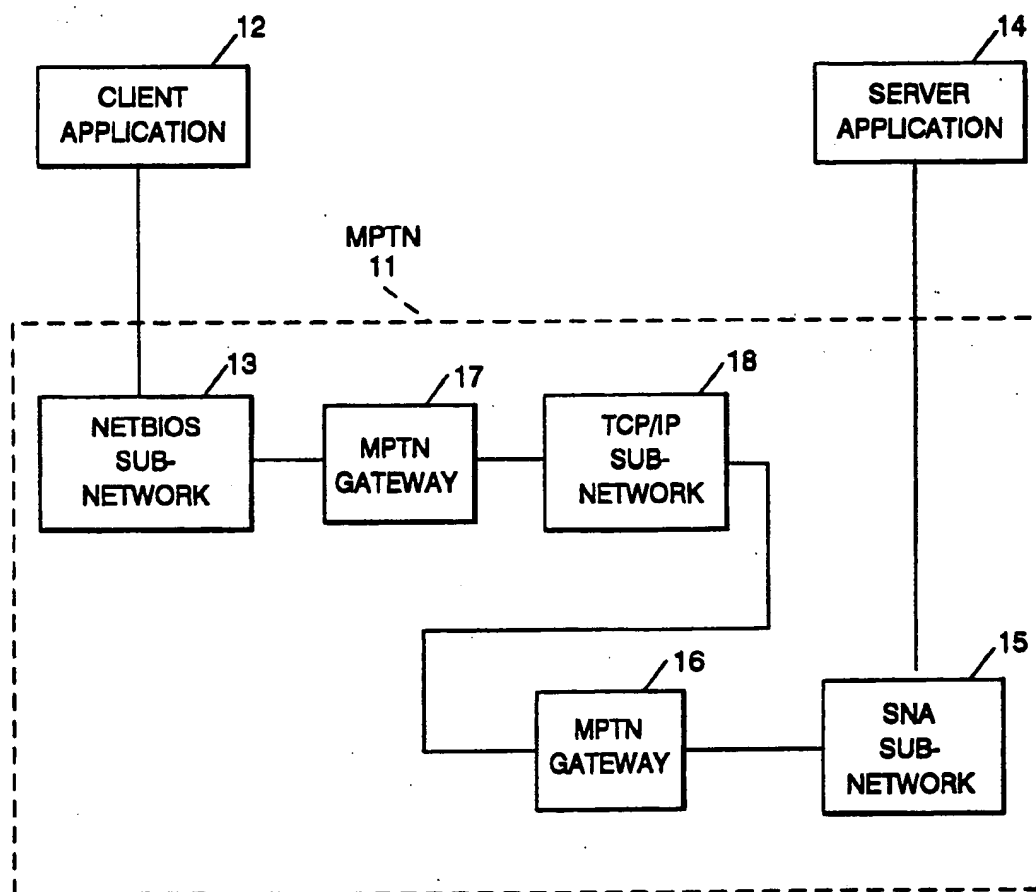 12
CLIENT
APPLICATION
14
SERVER
APPLICATION
MPTN
11
13
NETBIOS
SUB-
NETWORK
17
MPTN
GATEWAY
18
TCP/IP
SUB-
NETWORK
16
MPTN
GATEWAY
15
SNA
SUB-
NETWORK